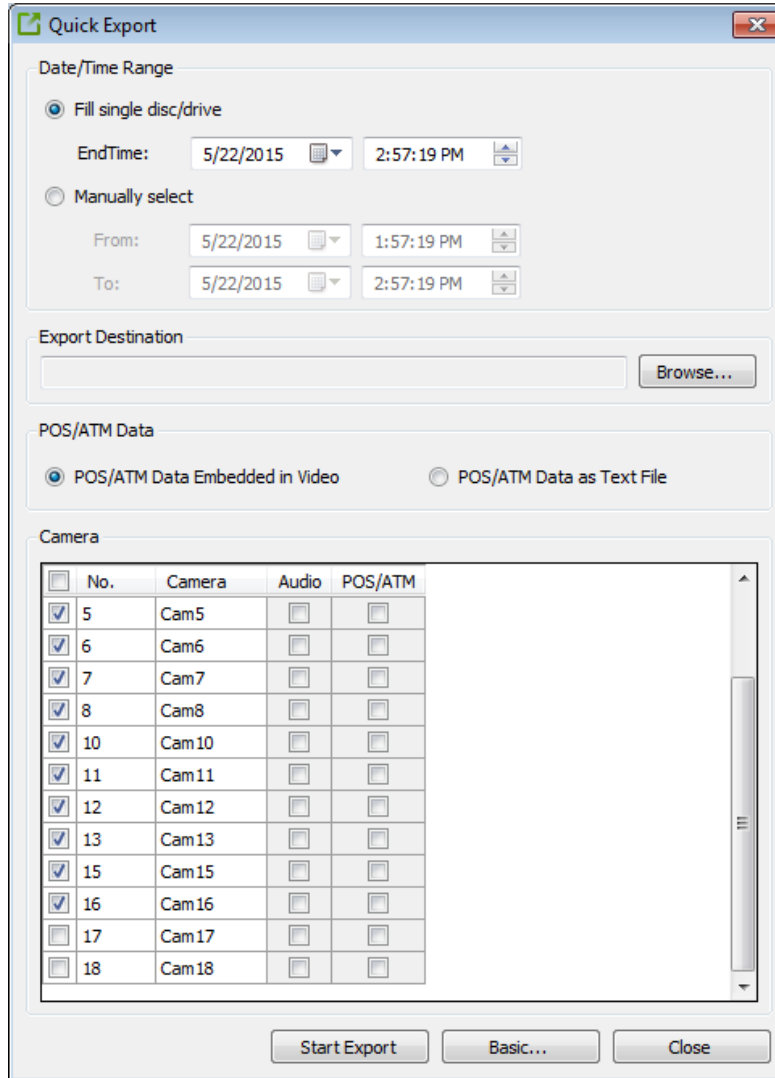 Quick Export
Date/Time Range
Fill single disc/drive
EndTime: 5/22/2015 2:57:19 PM
Manually select
From: 5/22/2015 1:57:19 PM
To: 5/22/2015 2:57:19 PM
Export Destination
Browse...
POS/ATM Data
POS/ATM Data Embedded in Video POS/ATM Data as Text File
Camera
No. Camera Audio POS/ATM
5 Cam5
6 Cam6
7 Cam7
8 Cam8
10 Cam10
11 Cam11
12 Cam12
13 Cam13
15 Cam15
16 Cam16
17 Cam17
18 Cam18
Start Export Basic... Close